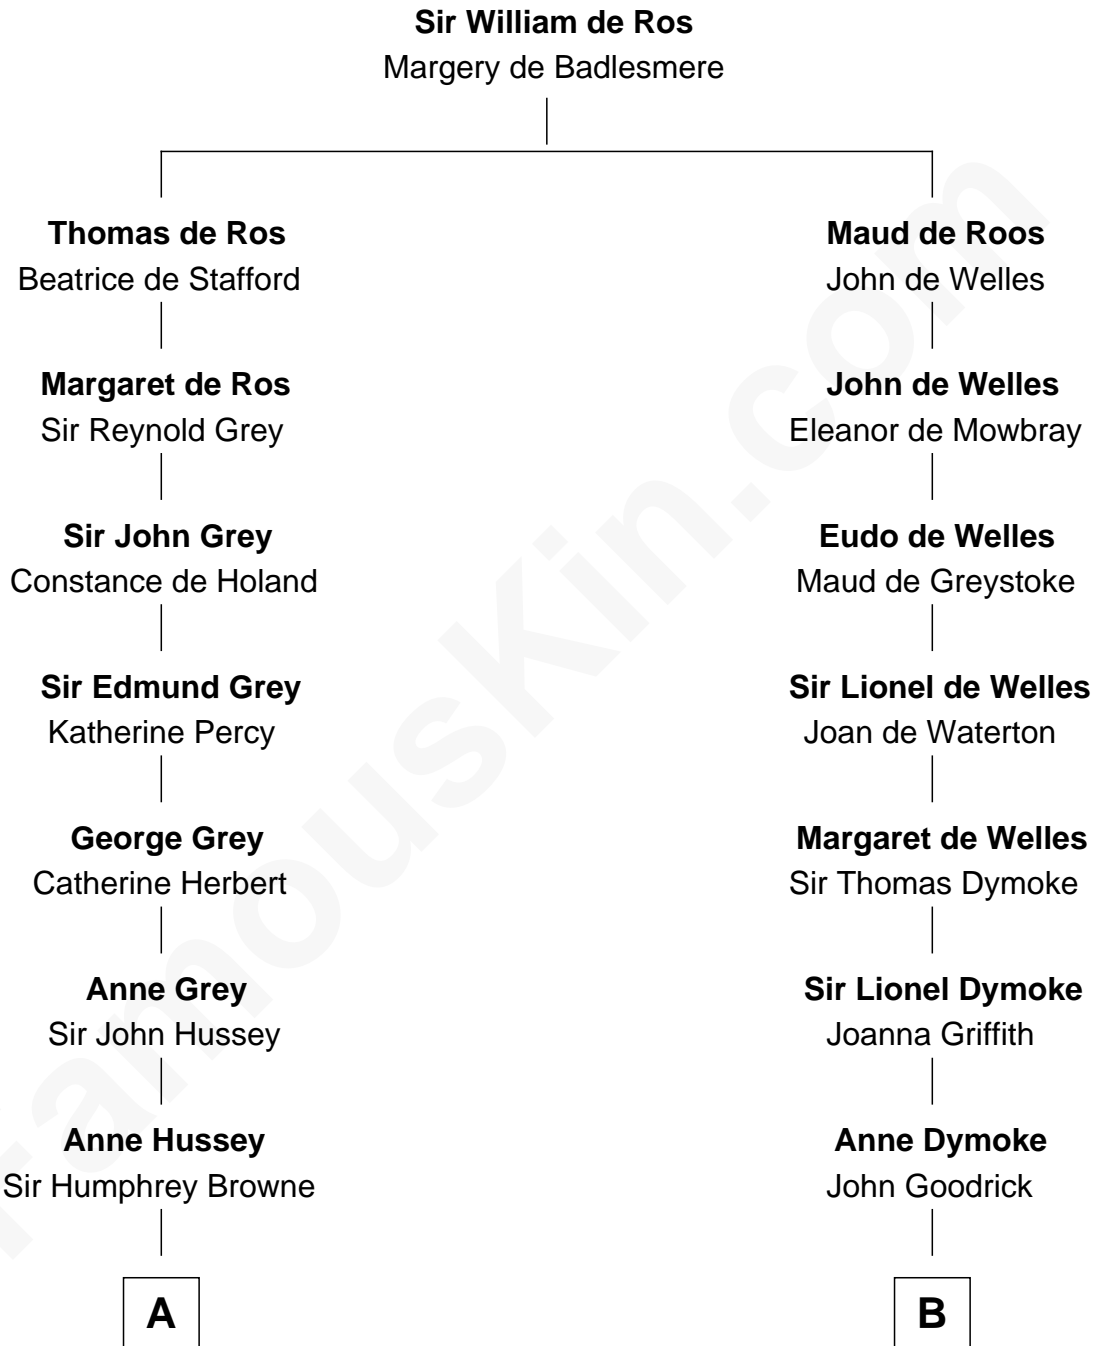 Sir William de Ros
Margery de Badlesmere
Thomas de Ros
Beatrice de Stafford
Maud de Roos
John de Welles
Margaret de Ros
Sir Reynold Grey
John de Welles
Eleanor de Mowbray
Sir John Grey
Constance de Holand
Eudo de Welles
Maud de Greystoke
Sir Edmund Grey
Katherine Percy
Sir Lionel de Welles
Joan de Waterton
George Grey
Catherine Herbert
Margaret de Welles
Sir Thomas Dymoke
Anne Grey
Sir John Hussey
Sir Lionel Dymoke
Joanna Griffith
Anne Hussey
Sir Humphrey Browne
Anne Dymoke
John Goodrick
A
B
FamousKin.com